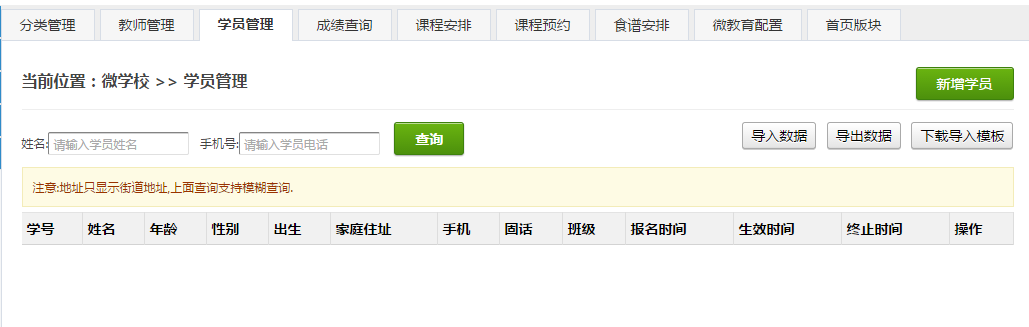 分类管理 教师管理 学员管理 成绩查询 课程安排 课程预约 食谱安排 微教育配置 首页版块
当前位置：微学校 >> 学员管理 新增学员
姓名: 请输入学员姓名 手机号: 请输入学员电话 查询 导入数据 导出数据 下载导入模板
注意:地址只显示街道地址,上面查询支持模糊查询.
学号 姓名 年龄 性别 出生 家庭住址 手机 固话 班级 报名时间 生效时间 终止时间 操作